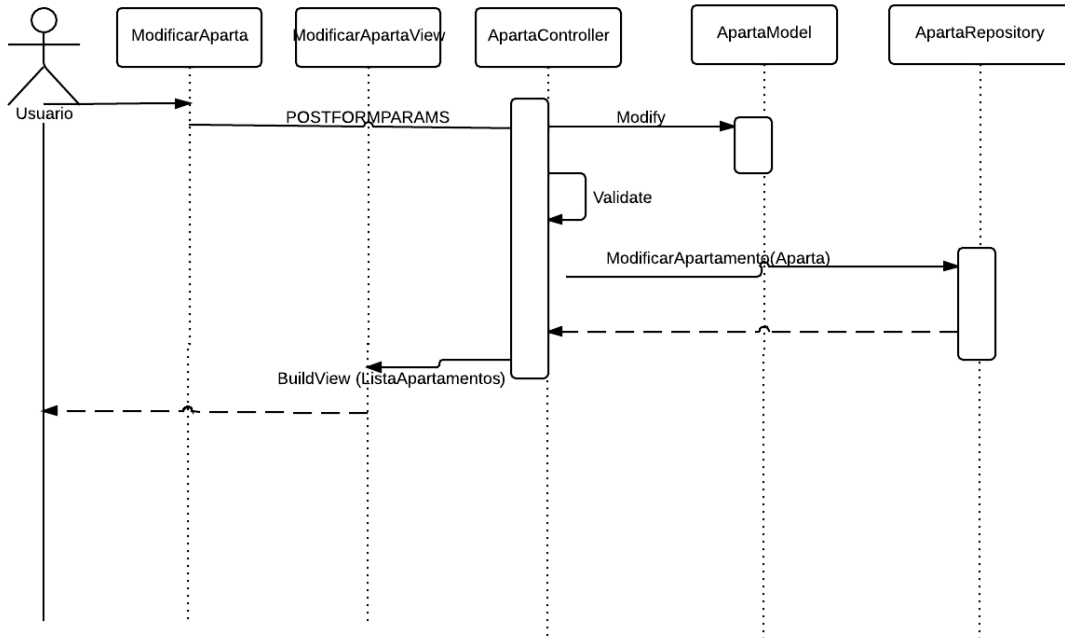 ModificarAparta
ModificarApartaView
ApartaController
ApartaModel
ApartaRepository
Usuario
POSTFORMPARAMS
Modify
Validate
ModificarApartamento(Aparta)
BuildView (ListaApartamentos)